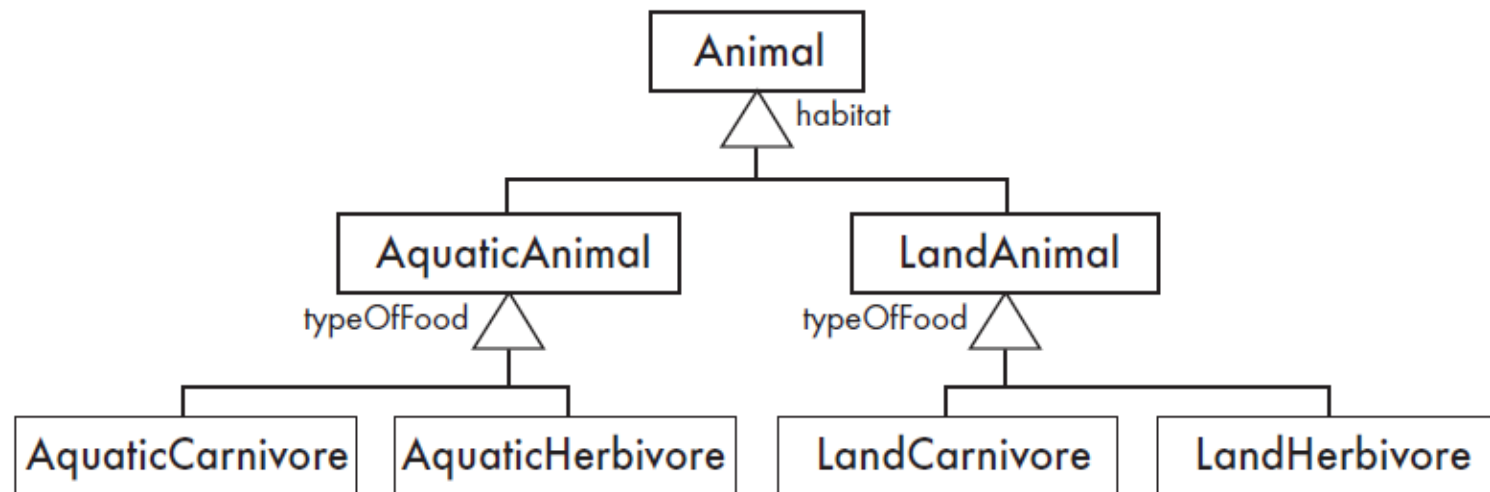 Animal
habitat
AquaticAnimal
LandAnimal
typeOfFood
typeOfFood
AquaticCarnivore
AquaticHerbivore
LandCarnivore
LandHerbivore